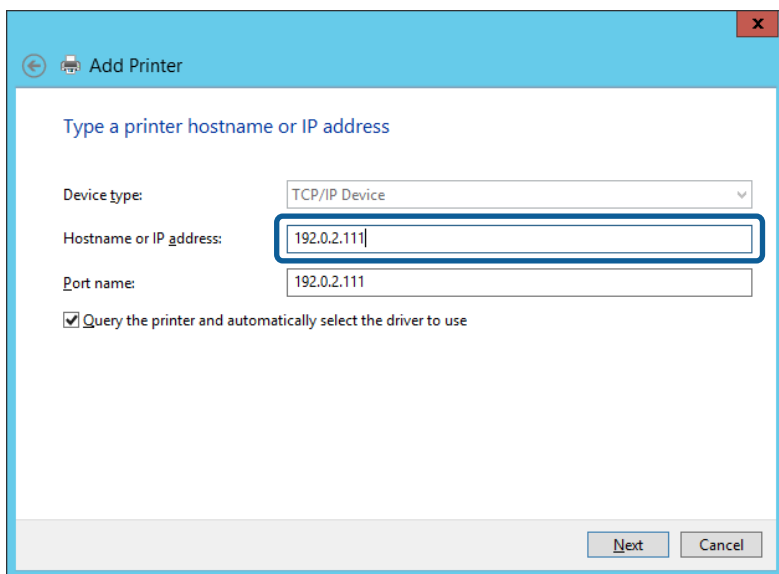 x
Add Printer
Type a printer hostname or IP address
Device type: TCP/IP Device
Hostname or IP address: 192.0.2.111
Port name: 192.0.2.111
Query the printer and automatically select the driver to use
Next Cancel